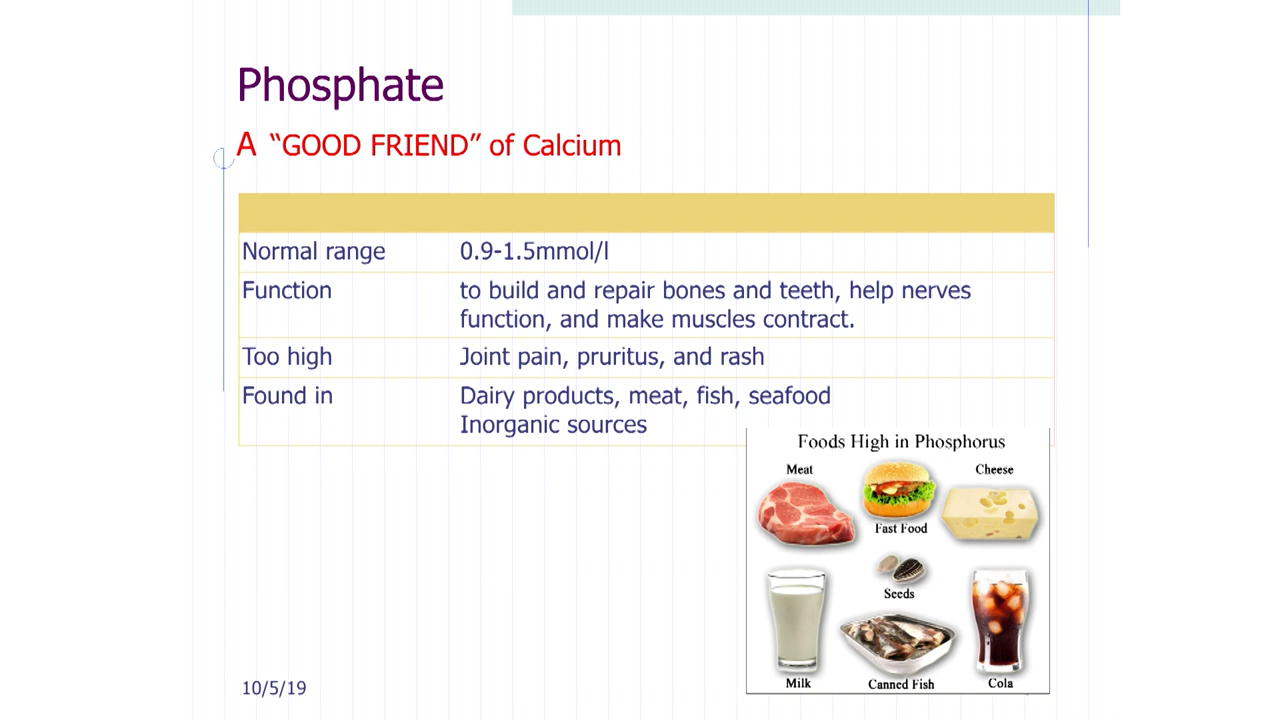 Phosphate
A “GOOD FRIEND” of Calcium
Normal range 0.9-1.5mmol/l
Function to build and repair bones and teeth, help nerves
function, and make muscles contract.
Too high Joint pain, pruritus, and rash
Found in Dairy products, meat, fish, seafood
Inorganic sources
Foods High in Phosphorus
Meat
Cheese
Fast Food
Seeds
Milk
Canned Fish
Cola
10/5/19